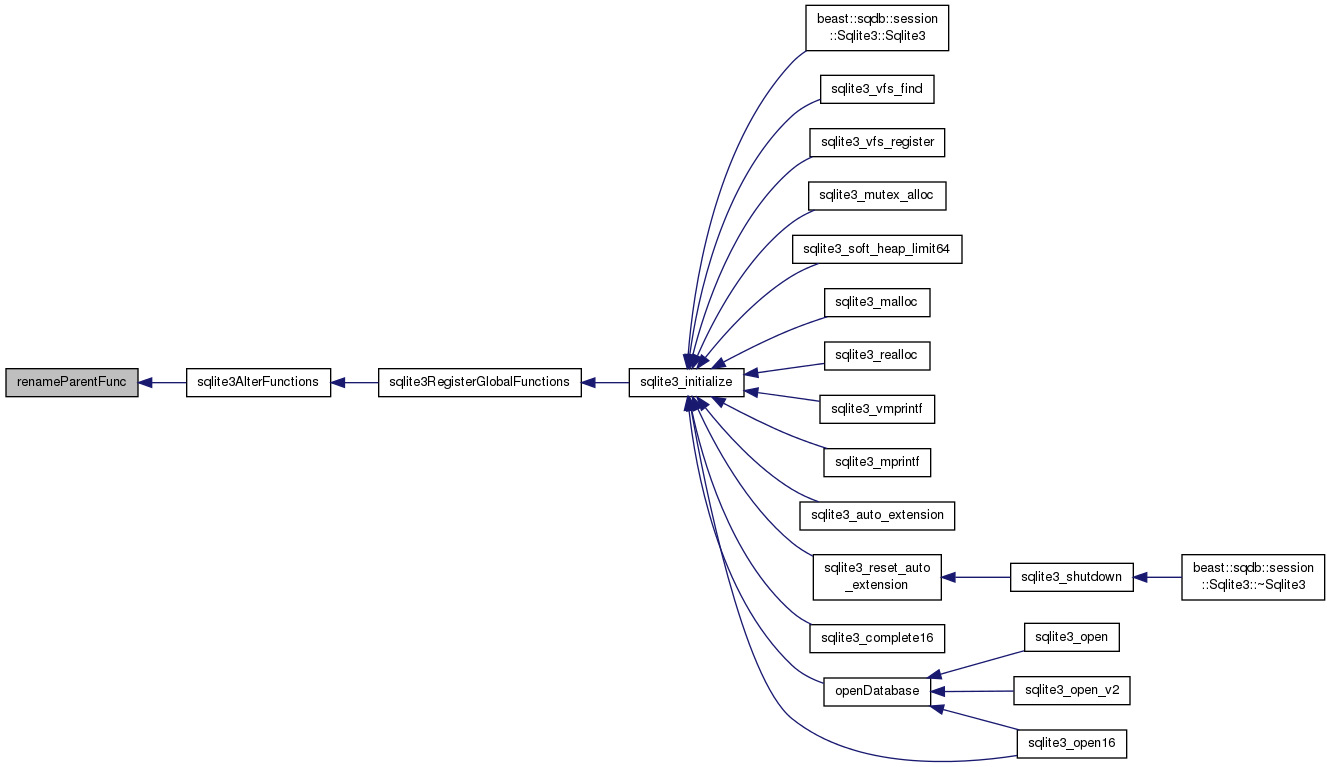 beast::sqdb::session
::Sqlite3::Sqlite3
sqlite3_vfs_find
sqlite3_vfs_register
sqlite3_mutex_alloc
sqlite3_soft_heap_limit64
sqlite3_malloc
sqlite3_realloc
renameParentFunc
sqlite3AlterFunctions
sqlite3RegisterGlobalFunctions
sqlite3_initialize
sqlite3_vmprintf
sqlite3_mprintf
sqlite3_auto_extension
sqlite3_reset_auto
_extension
sqlite3_shutdown
beast::sqdb::session
::Sqlite3::~Sqlite3
sqlite3_complete16
sqlite3_open
openDatabase
sqlite3_open_v2
sqlite3_open16